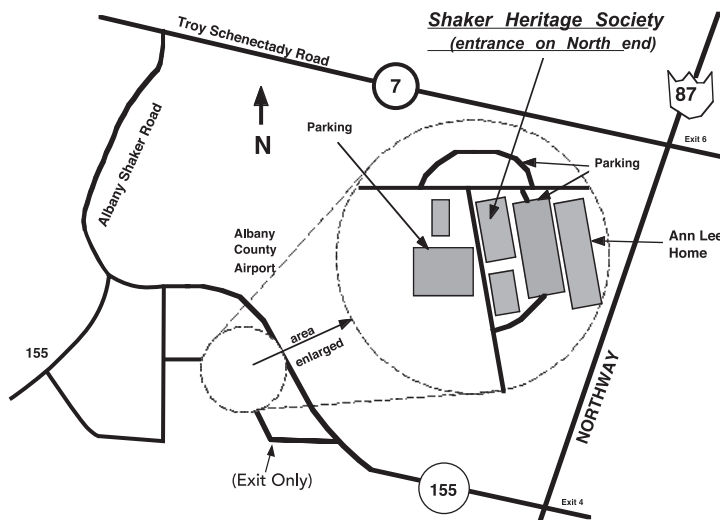 Shaker Heritage Society
(entrance on North end)
Troy Schenectady Road
7
87
Exit 6
N
Parking
Parking
Albany Shaker Road
Albany
County
Airport
Ann Lee
Home
area
enlarged
155
NORTHWAY
(Exit Only)
155
Exit 4